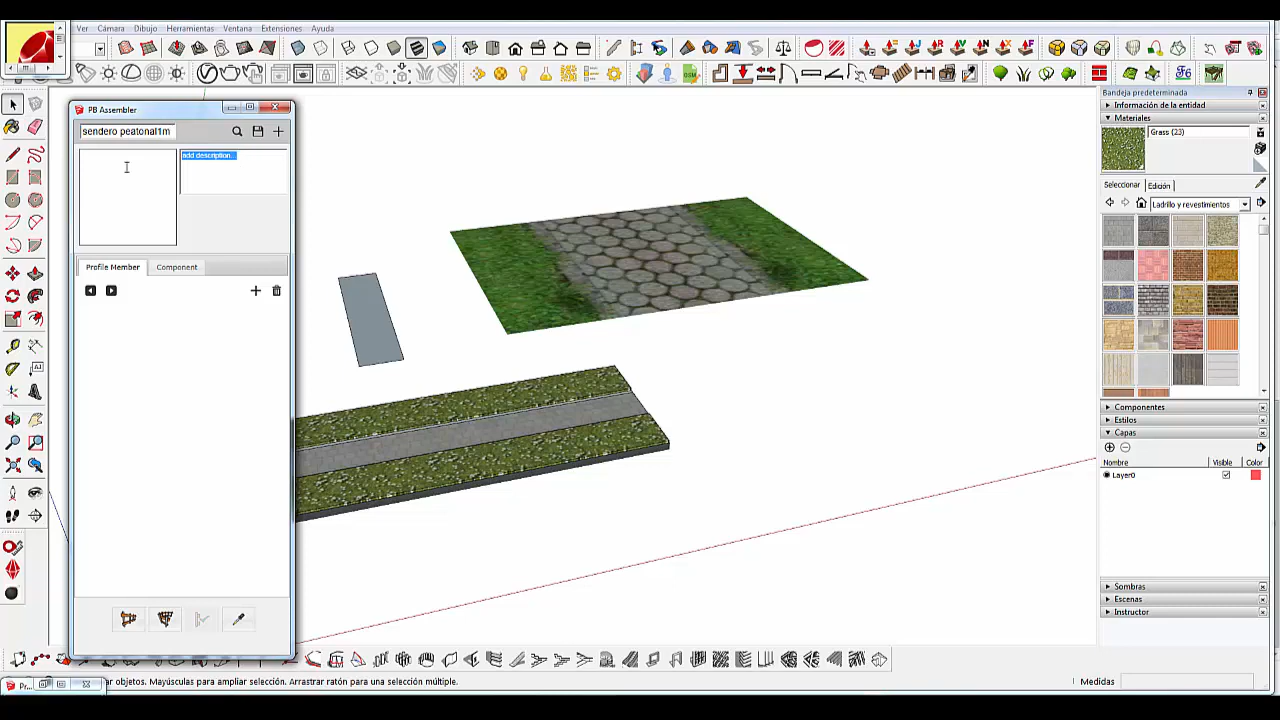 Ver Cámara Dibujo Herramientas Ventana Extensiones Ayuda
PB Assembler
sendero peatonal1m
add description...
Profile Member Component
Bandeja predeterminada
Información de la entidad
Materiales
Grass (23)
Seleccionar Edición
Ladrillo y revestimientos
Componentes
Estilos
Capas
Nombre Visible Color
Layer0
Sombras
Escenas
Instructor
ar objetos. Mayúsculas para ampliar selección. Arrastrar ratón para una selección múltiple.
Medidas